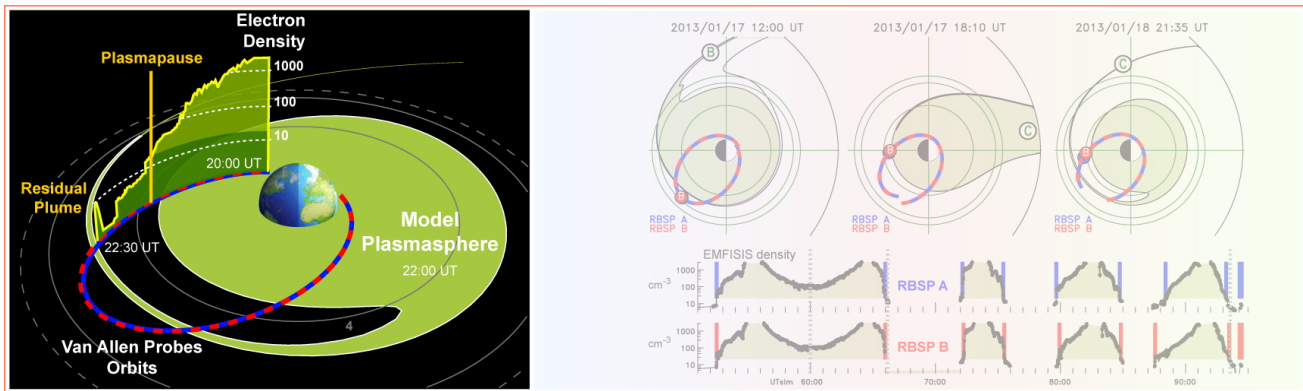 Electron
Density
1000
100
10
Plasmapause
20:00 UT
Residual
Plume
22:30 UT
Model
Plasmasphere
22:00 UT
4
Van Allen Probes
Orbits
2013/01/17 12:00 UT
B
B
RBSP A
RBSP B
2013/01/17 18:10 UT
B
C
RBSP A
RBSP B
2013/01/18 21:35 UT
C
B
RBSP A
RBSP B
EMFISIS density
cm-3
1000
100
10
RBSP A
cm-3
1000
100
10
RBSP B
UTsim 60:00 70:00 80:00 90:00